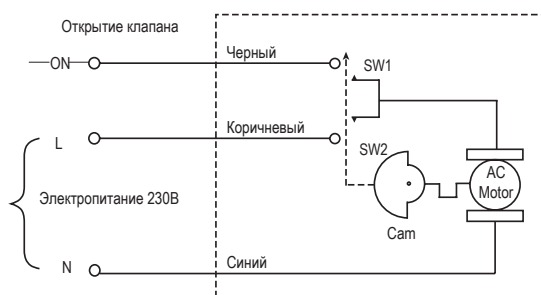 Открытие клапана
ON
Черный
SW1
L
Коричневый
SW2
AC
Motor
Электропитание 230В
Cam
N
Синий